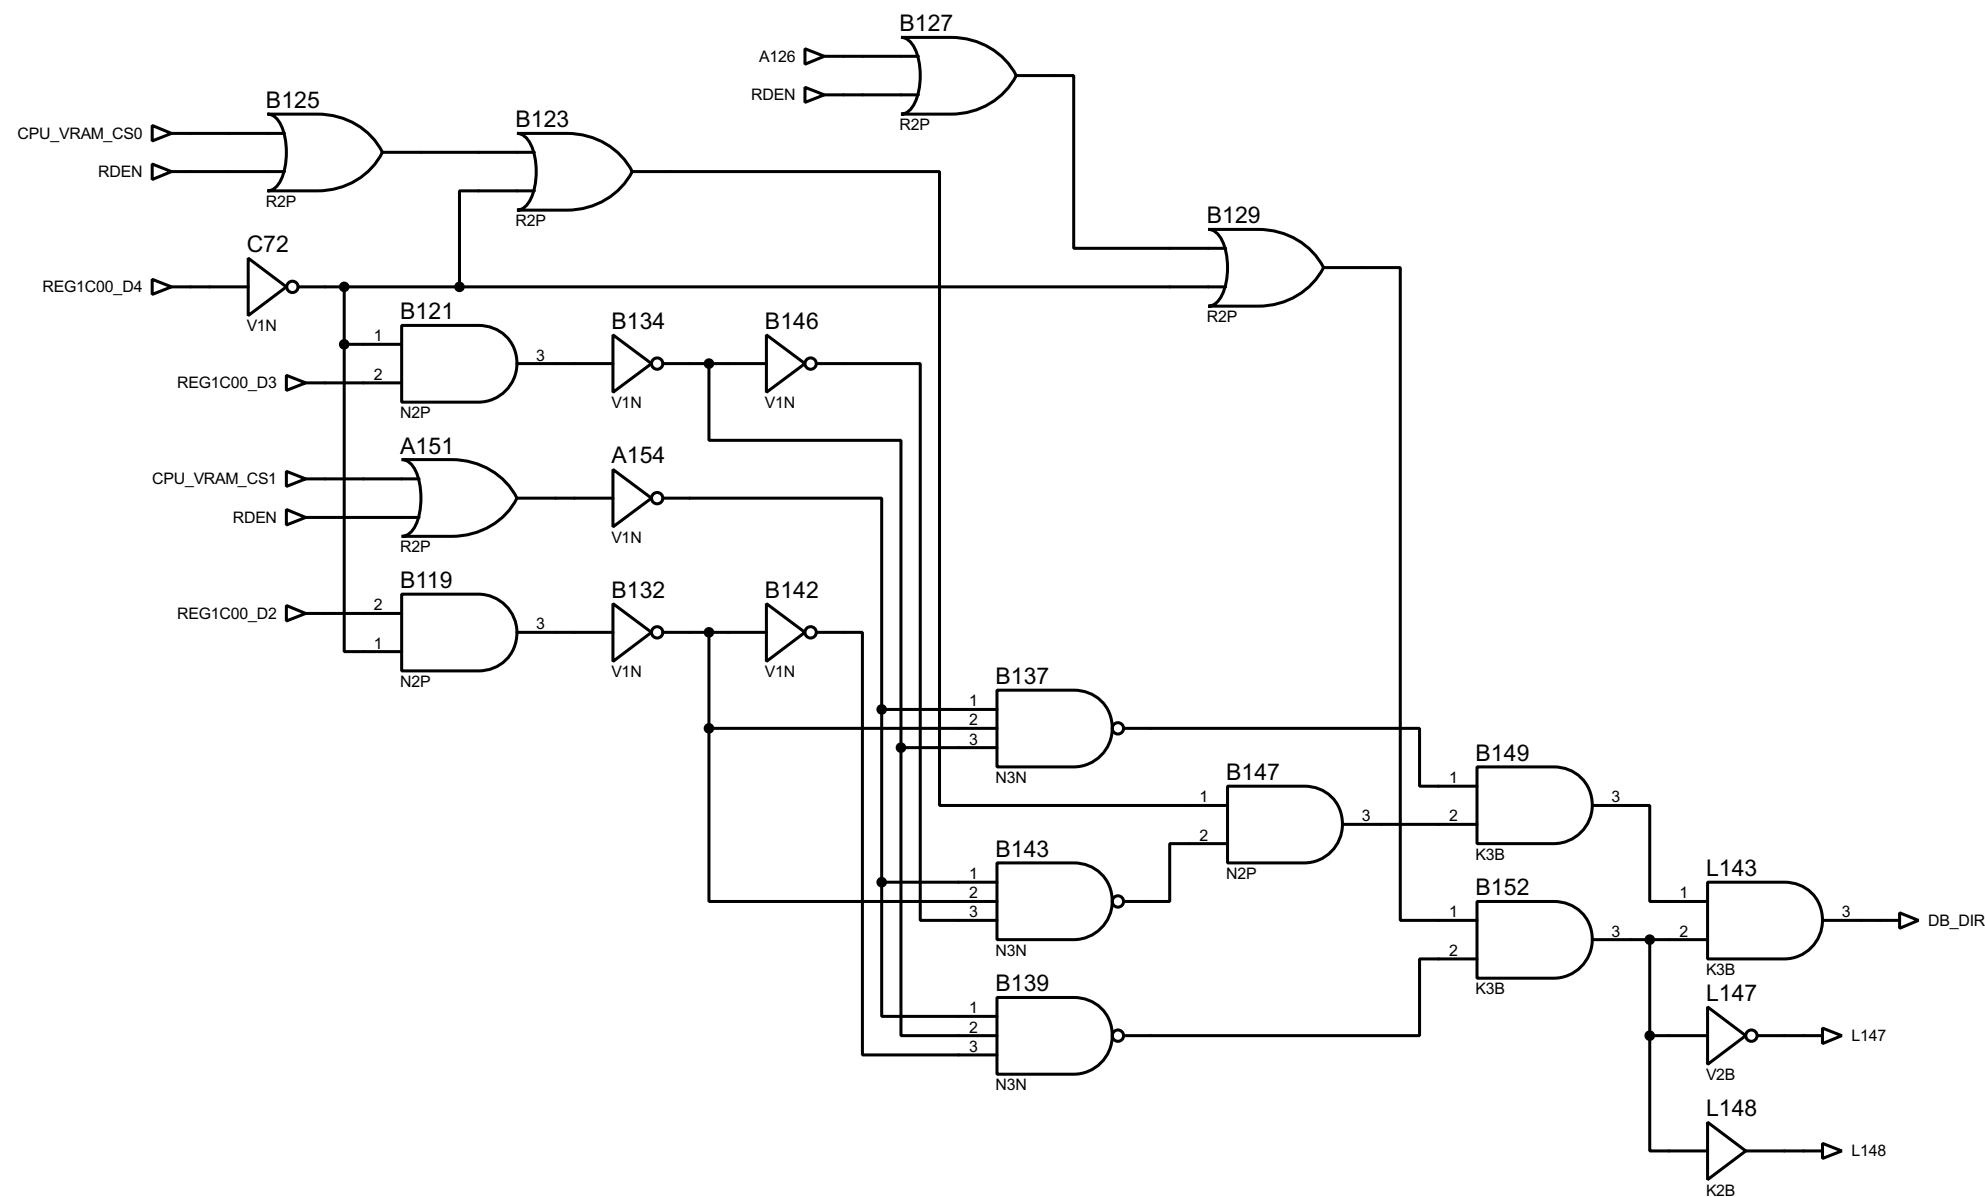 B127
A126
RDEN
R2P
B125
CPU_VRAM_CS0
RDEN
R2P
B123
R2P
B129
R2P
C72
REG1C00_D4
V1N
B121
1
REG1C00_D3
2
3
N2P
B134
V1N
B146
V1N
A151
CPU_VRAM_CS1
RDEN
R2P
A154
V1N
B119
REG1C00_D2
2
1
3
N2P
B132
V1N
B142
V1N
B137
1
2
3
N3N
B147
1
2
3
N2P
B149
1
2
3
K3B
B143
1
2
3
N3N
B152
1
2
3
K3B
L143
1
2
3
DB_DIR
K3B
B139
1
2
3
N3N
L147
L147
V2B
L148
L148
K2B